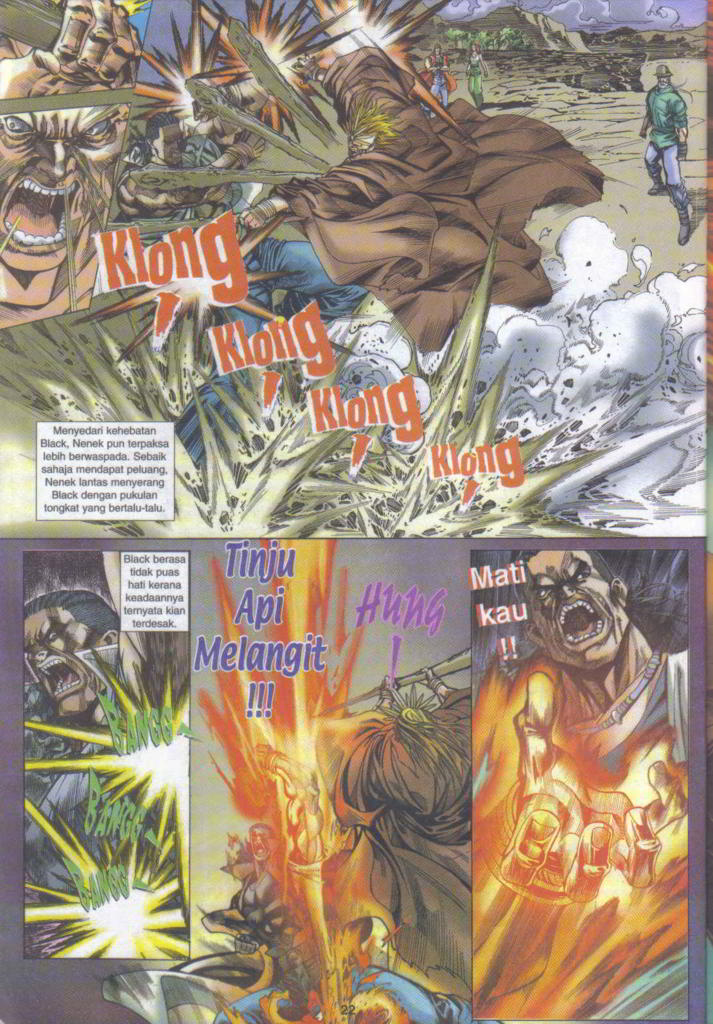 Klong
!
Klong
!
Klong
!
Klong
!
Menyedari kehebatan
Black, Nenek pun terpaksa
lebih berwaspada. Sebaik
sahaja mendapat peluang,
Nenek lantas menyerang
Black dengan pukulan
tongkat yang bertalu-talu.
Black berasa
tidak puas
hati kerana
keadaannya
ternyata kian
terdesak.
BANGG
BANGG
BANGG
Tinju
Api
Melangit
!!!
HUNG
!
Mati
kau
!!
22